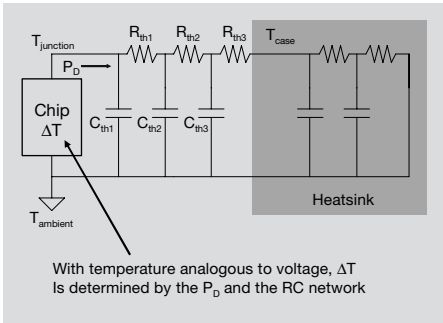 T_junction
R_th1 R_th2 R_th3 T_case
P_D
Chip
ΔT
C_th1 C_th2 C_th3
Heatsink
T_ambient
With temperature analogous to voltage, ΔT
Is determined by the P_D and the RC network